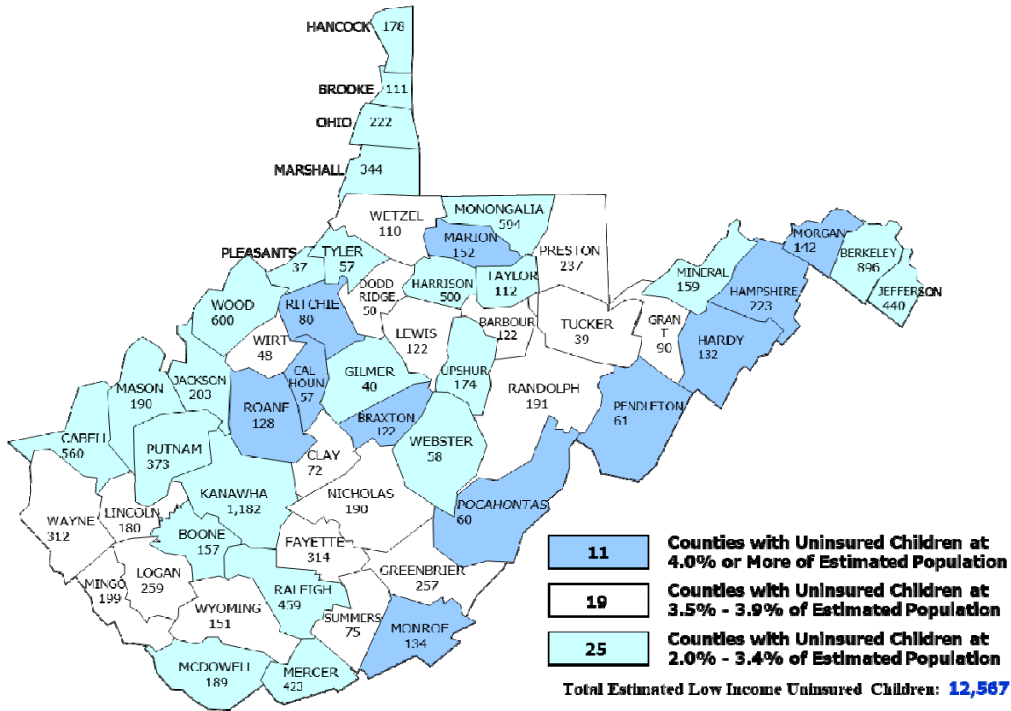 HANCOCK 178
BROOKE 111
OHIO 222
MARSHALL 344
WETZEL
110
MONONGALIA
594
MARION
152
PRESTON
237
MORGAN
142
BERKELEY
896
JEFFERSON
440
MINERAL
159
HAMPSHIRE
223
HARDY
132
PLEASANTS
37
TYLER
57
DODD
RIDGE
50
HARRISON
500
TAYLOR
112
WOOD
600
RITCHIE
80
LEWIS
122
BARBOUR
122
TUCKER
39
GRAN
T
90
WIRT
48
CAL
HOUN
57
GILMER
40
UPSHUR
174
RANDOLPH
191
PENDLETON
61
MASON
190
JACKSON
203
ROANE
128
BRAXTON
122
WEBSTER
58
CABELL
560
PUTNAM
373
CLAY
72
KANAWHA
1,182
NICHOLAS
190
POCAHONTAS
60
WAYNE
312
LINCOLN
180
BOONE
157
FAYETTE
314
GREENBRIER
257
MINGO
199
LOGAN
259
RALEIGH
459
WYOMING
151
SUMMERS
75
MONROE
134
MCDOWELL
189
MERCER
423
11 Counties with Uninsured Children at
4.0% or More of Estimated Population
19 Counties with Uninsured Children at
3.5% - 3.9% of Estimated Population
25 Counties with Uninsured Children at
2.0% - 3.4% of Estimated Population
Total Estimated Low Income Uninsured Children: 12,567